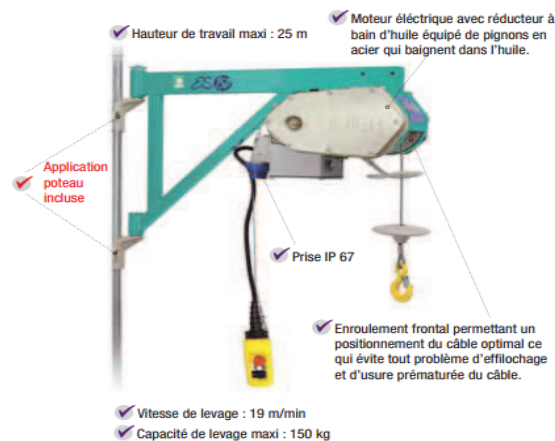 Hauteur de travail maxi : 25 m
Moteur éléctrique avec réducteur à
bain d'huile équipé de pignons en
acier qui baignent dans l'huile.
ES
IMER
Application
poteau
incluse
Prise IP 67
Enroulement frontal permettant un
positionnement du câble optimal ce
qui évite tout problème d'effilochage
et d'usure prématurée du câble.
Vitesse de levage : 19 m/min
Capacité de levage maxi : 150 kg